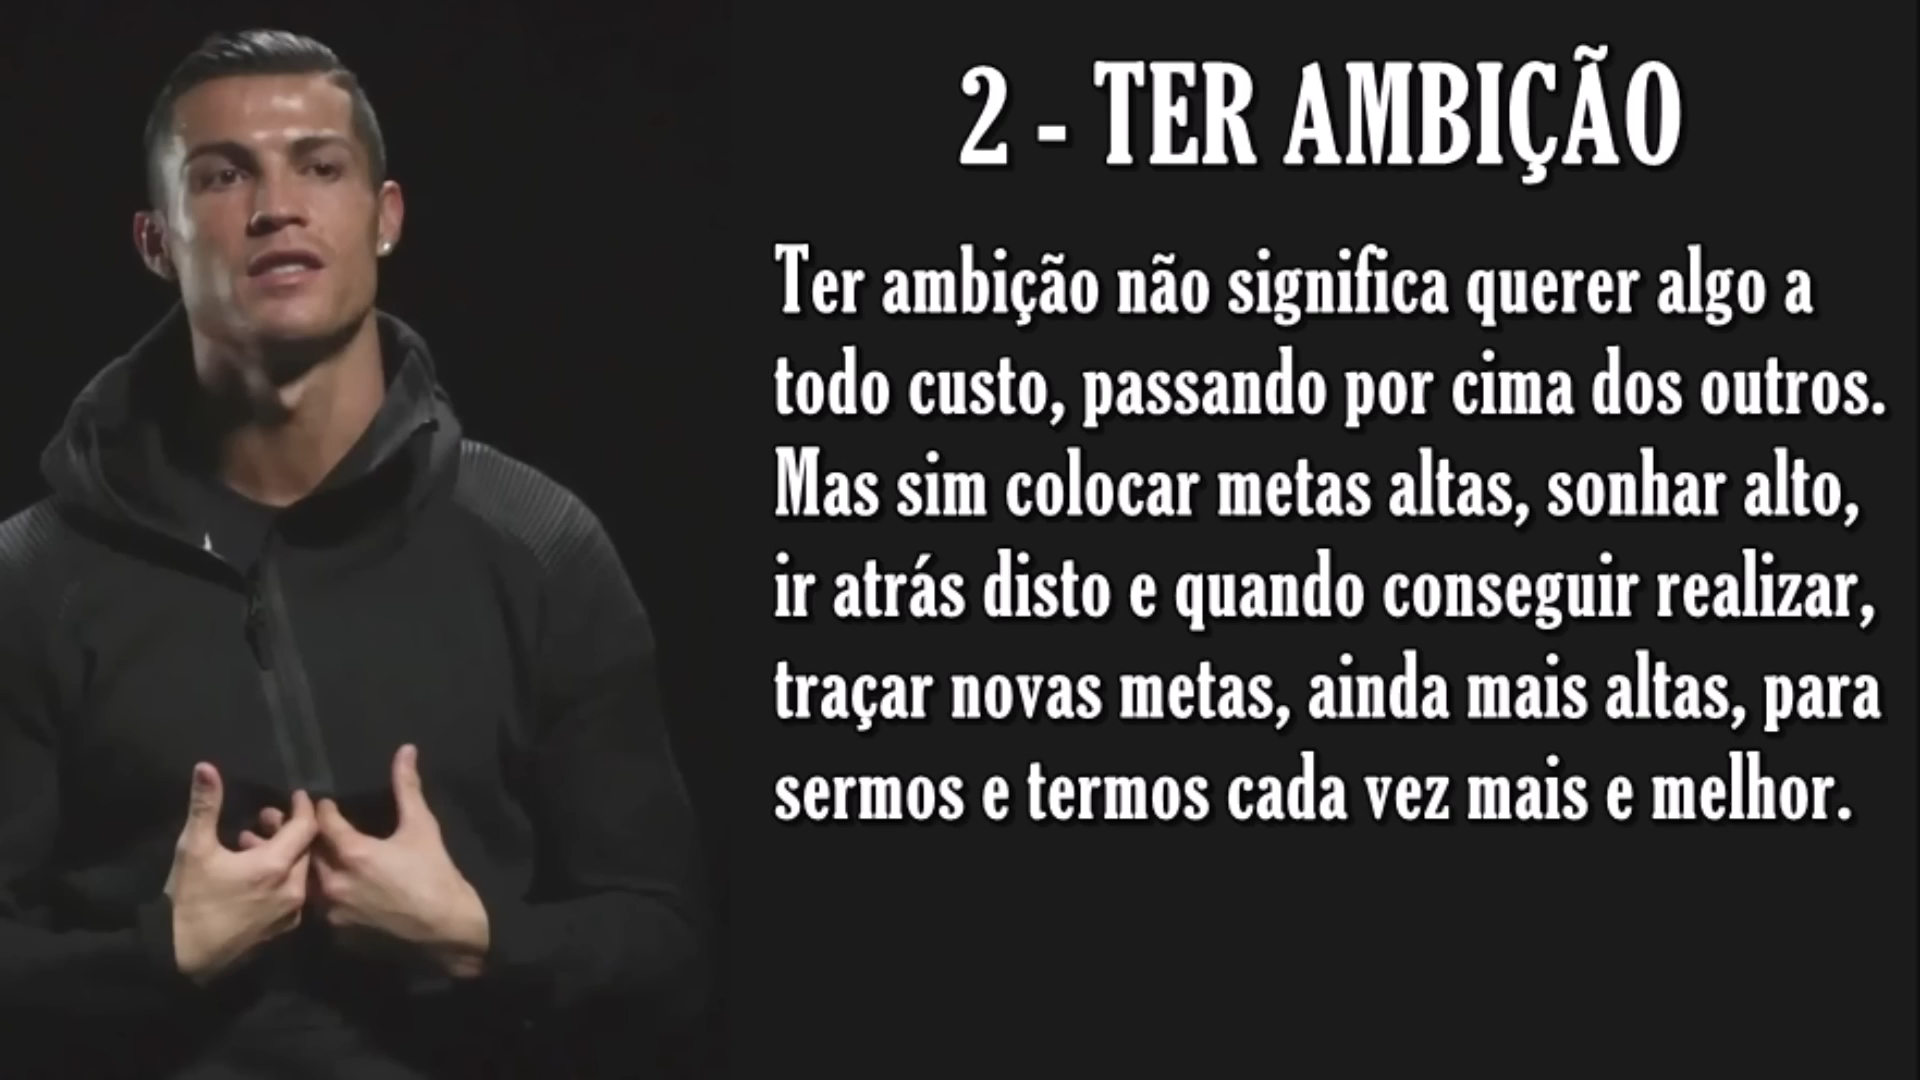 2 - TER AMBIÇÃO
Ter ambição não significa querer algo a
todo custo, passando por cima dos outros.
Mas sim colocar metas altas, sonhar alto,
ir atrás disto e quando conseguir realizar,
traçar novas metas, ainda mais altas, para
sermos e termos cada vez mais e melhor.